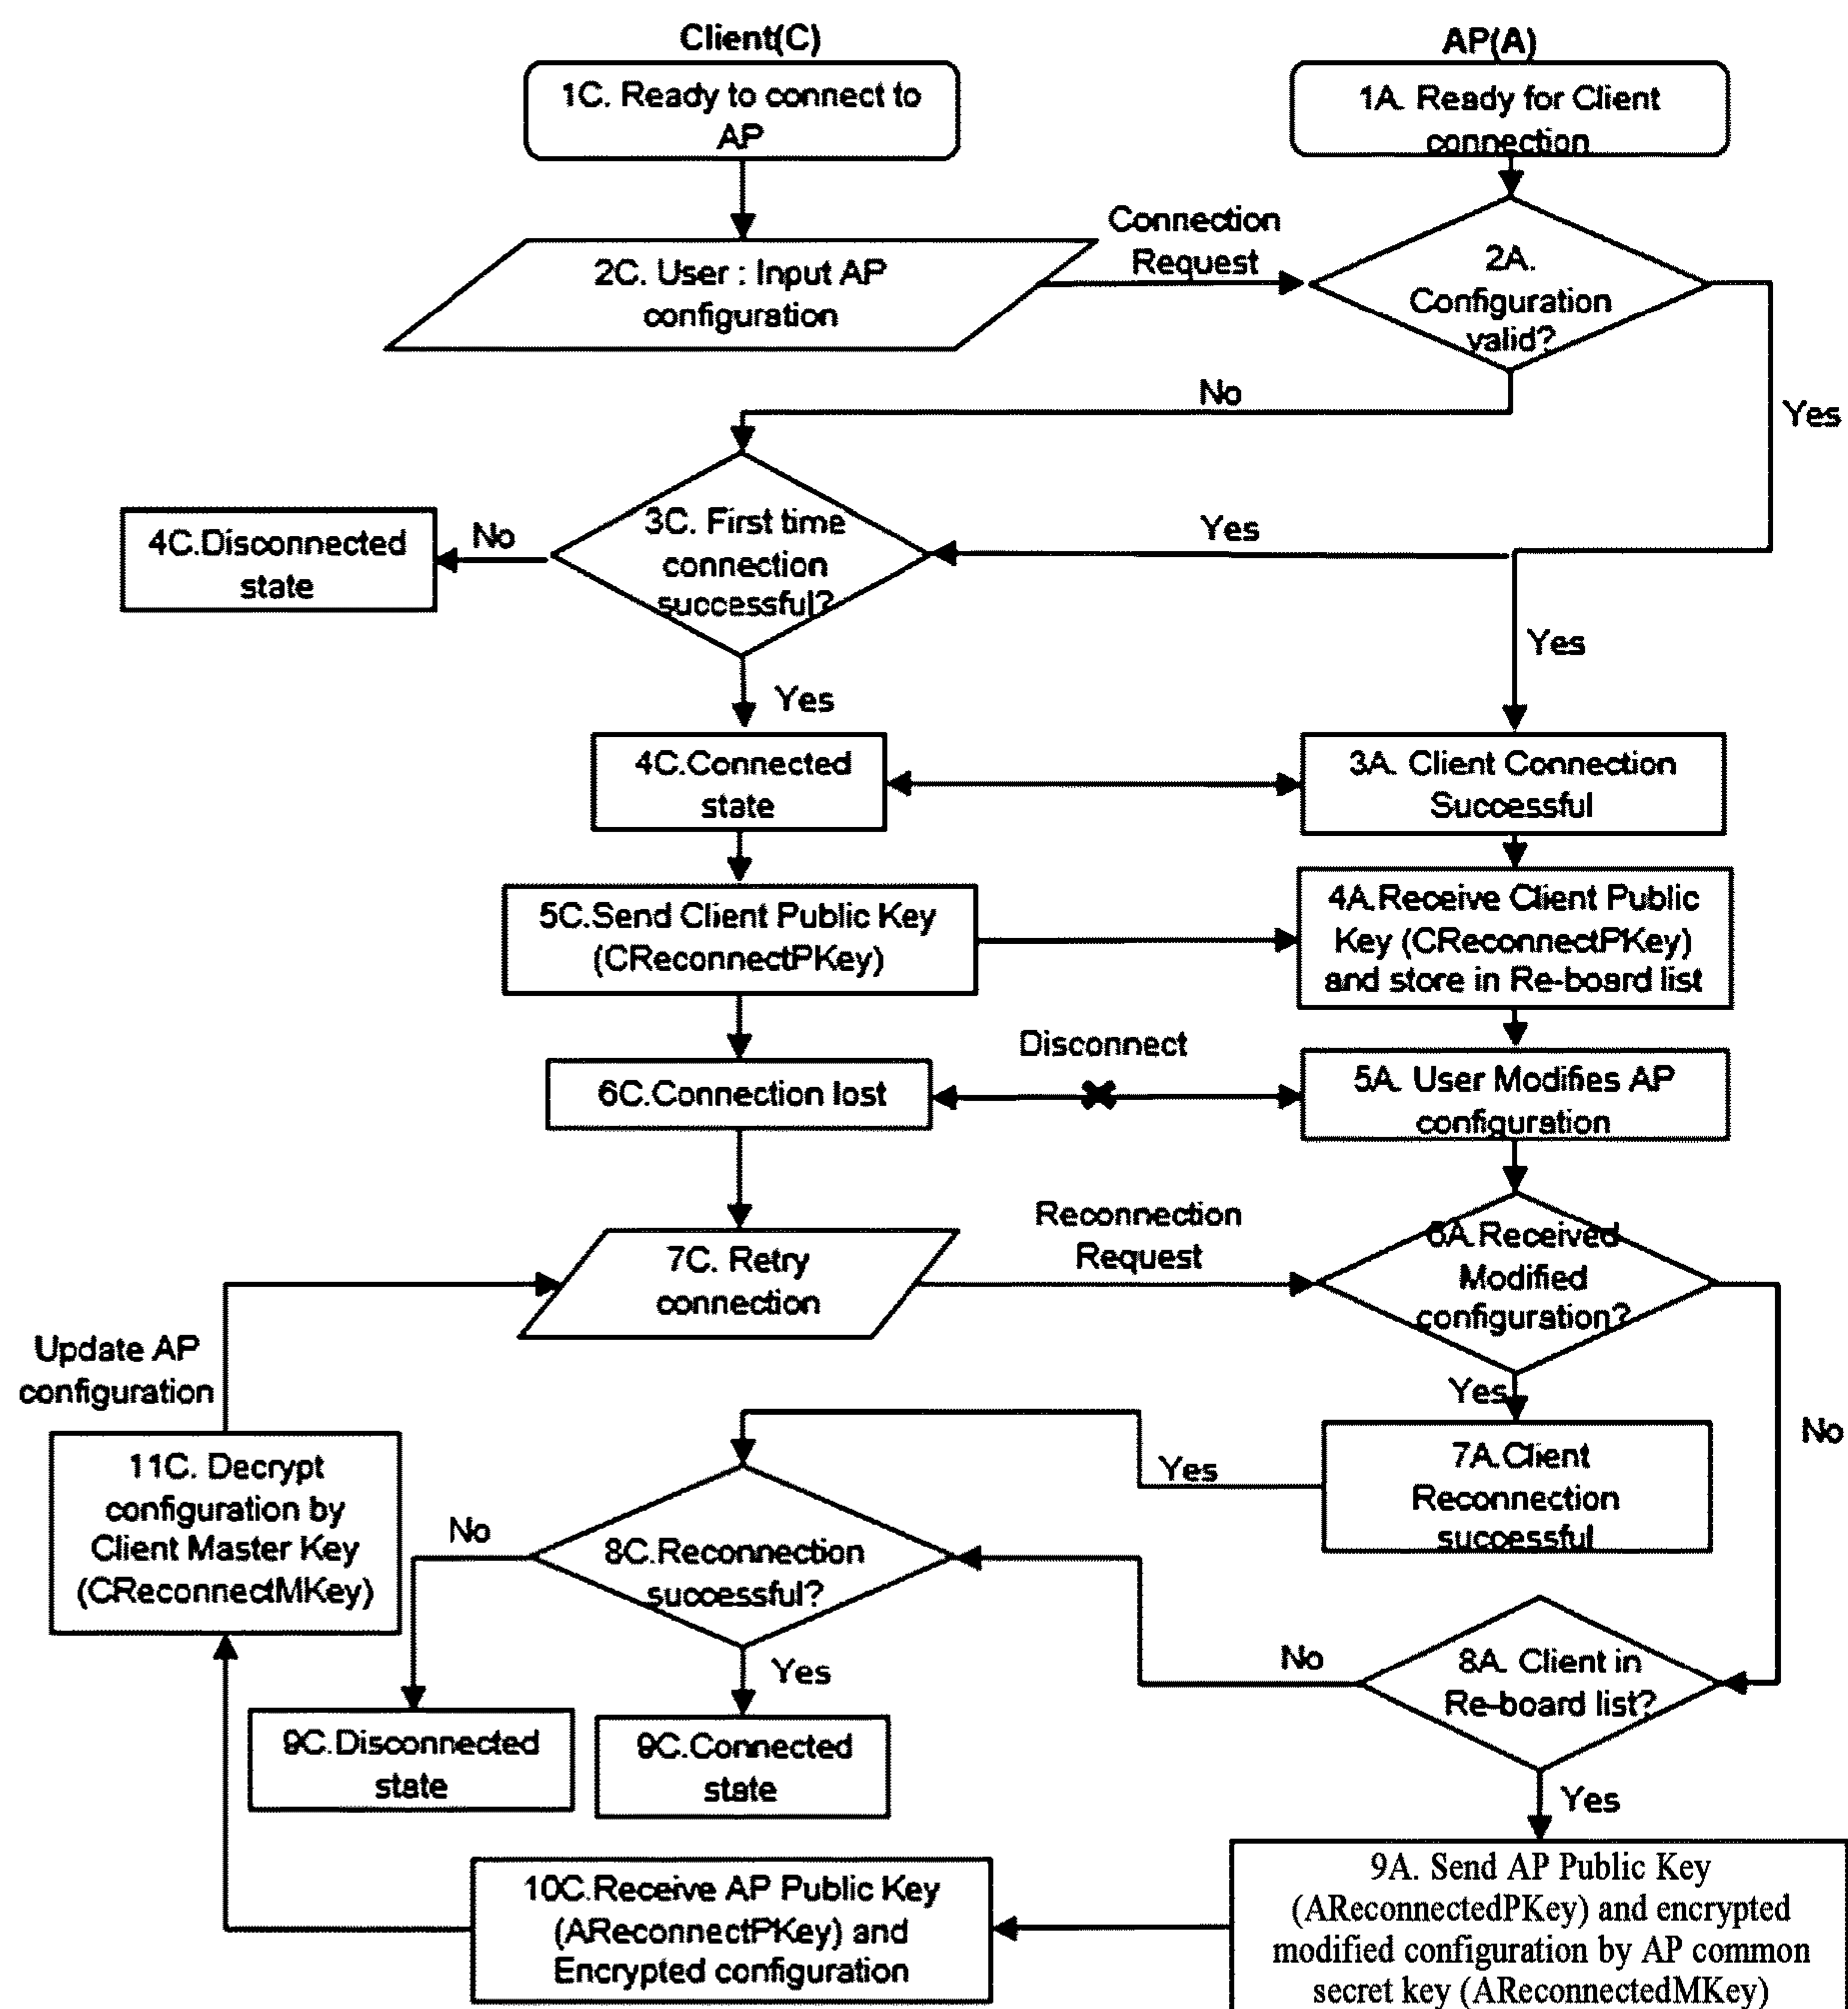 Client(C)
AP(A)
1C. Ready to connect to
AP
1A. Ready for Client
connection
2C. User : Input AP
configuration
Connection
Request
2A.
Configuration
valid?
No
Yes
3C. First time
connection
successful?
No
4C.Disconnected
state
Yes
Yes
Yes
4C.Connected
state
3A. Client Connection
Successful
5C.Send Client Public Key
(CReconnectPKey)
4A.Receive Client Public
Key (CReconnectPKey)
and store in Re-board list
Disconnect
6C.Connection lost
5A. User Modifies AP
configuration
7C. Retry
connection
Reconnection
Request
6A.Received
Modified
configuration?
Update AP
configuration
Yes
No
7A.Client
Reconnection
successful
Yes
11C. Decrypt
configuration by
Client Master Key
(CReconnectMKey)
No
8C.Reconnection
successful?
Yes
No
8A. Client in
Re-board list?
9C.Disconnected
state
9C.Connected
state
Yes
10C.Receive AP Public Key
(AReconnectPKey) and
Encrypted configuration
9A. Send AP Public Key
(AReconnectedPKey) and encrypted
modified configuration by AP common
secret key (AReconnectedMKey)